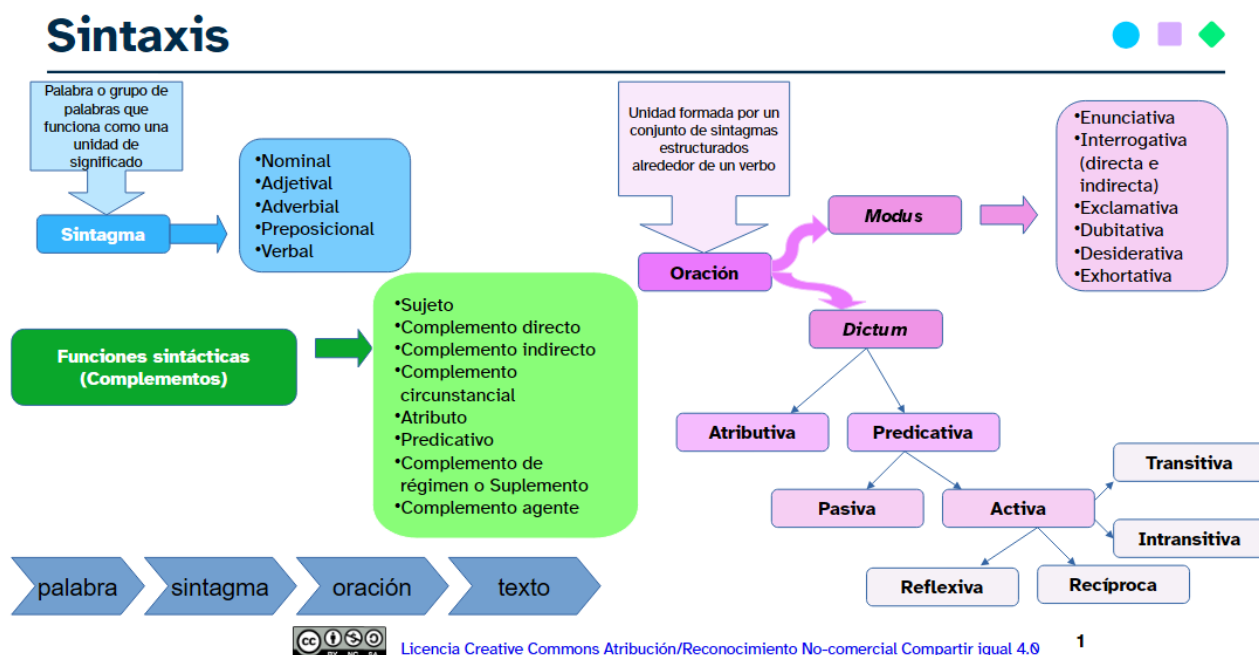 Sintaxis
Palabra o grupo de
palabras que
funciona como una
unidad de
significado
Sintagma
•Nominal
•Adjetival
•Adverbial
•Preposicional
•Verbal
Funciones sintácticas
(Complementos)
•Sujeto
•Complemento directo
•Complemento indirecto
•Complemento
circunstancial
•Atributo
•Predicativo
•Complemento de
régimen o Suplemento
•Complemento agente
Unidad formada por un
conjunto de sintagmas
estructurados
alrededor de un verbo
Oración
Modus
•Enunciativa
•Interrogativa
(directa e
indirecta)
•Exclamativa
•Dubitativa
•Desiderativa
•Exhortativa
Dictum
Atributiva
Predicativa
Pasiva
Activa
Transitiva
Intransitiva
Reflexiva
Recíproca
palabra
sintagma
oración
texto
cc
BY NC SA
Licencia Creative Commons Atribución/Reconocimiento No-comercial Compartir igual 4.0
1